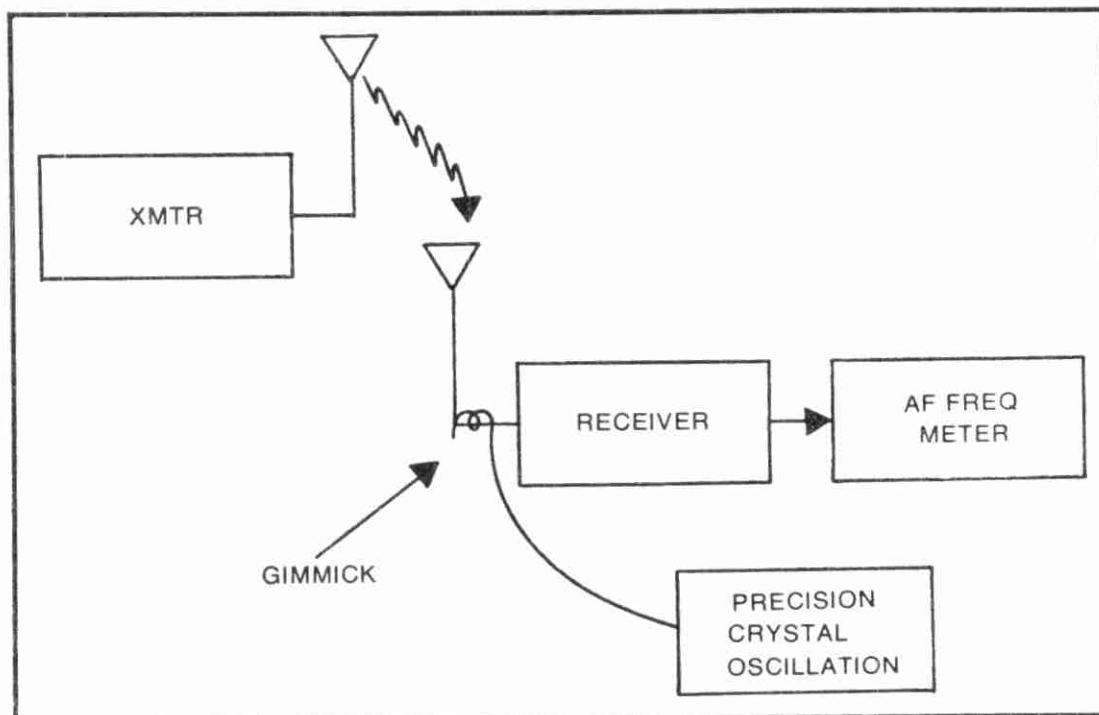 XMTR
RECEIVER
AF FREQ
METER
GIMMICK
PRECISION
CRYSTAL
OSCILLATION